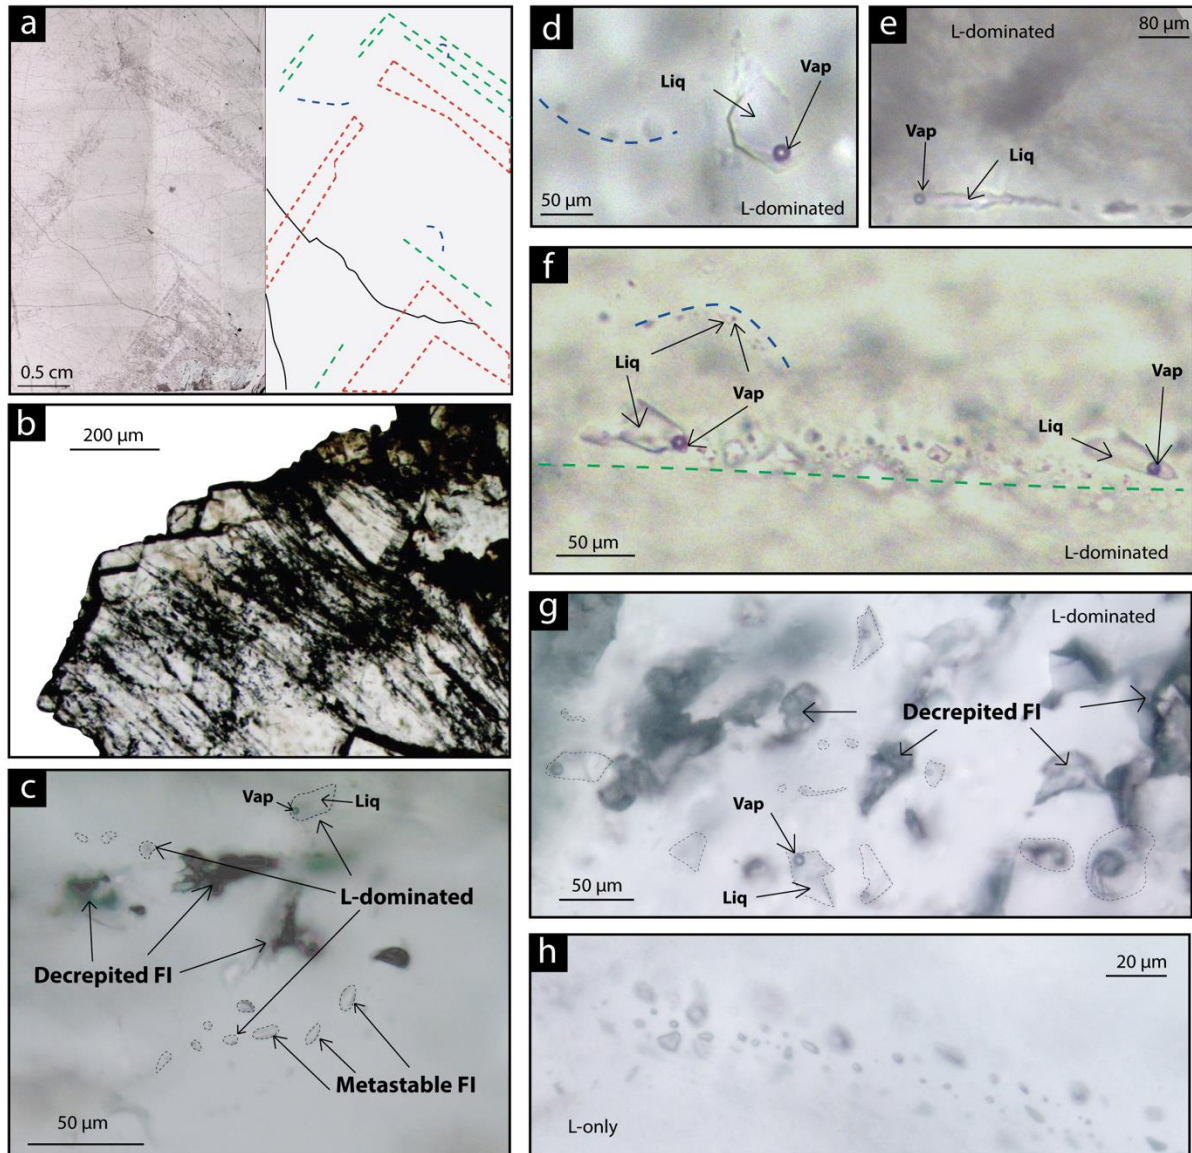 a
0.5 cm
b
200 µm
c
Vap
Liq
L-dominated
Decrepited FI
Metastable FI
50 µm
d
Liq
Vap
50 µm
L-dominated
e
L-dominated
80 µm
Vap
Liq
f
Liq
Liq
Vap
Liq
Vap
50 µm
L-dominated
g
L-dominated
Decrepited FI
Vap
50 µm
Liq
h
20 µm
L-only